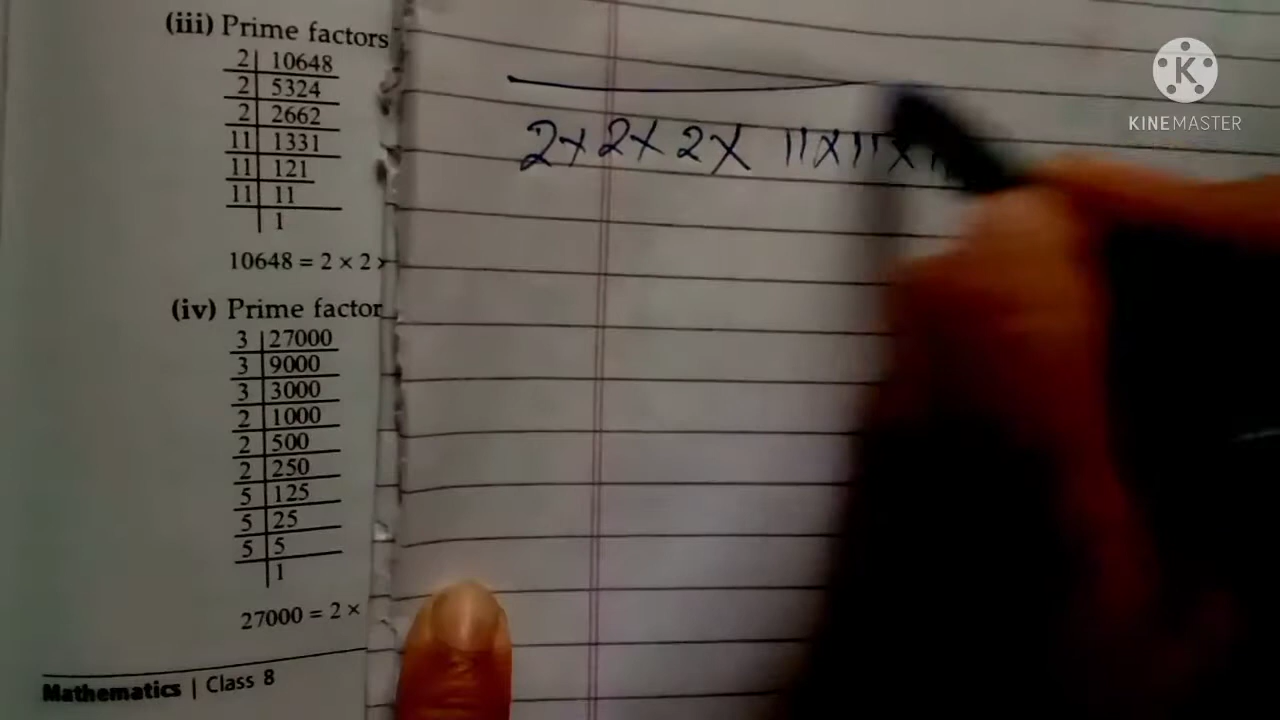 (iii) Prime factors
2 | 10648
2 | 5324
2 | 2662
11 | 1331
11 | 121
11 | 11
| 1
10648 = 2 × 2 ×
(iv) Prime factor
3 | 27000
3 | 9000
3 | 3000
2 | 1000
2 | 500
2 | 250
5 | 125
5 | 25
5 | 5
| 1
27000 = 2 ×
Mathematics | Class 8
2 × 2 × 2 × 11 × 11 ×
K
KINEMASTER